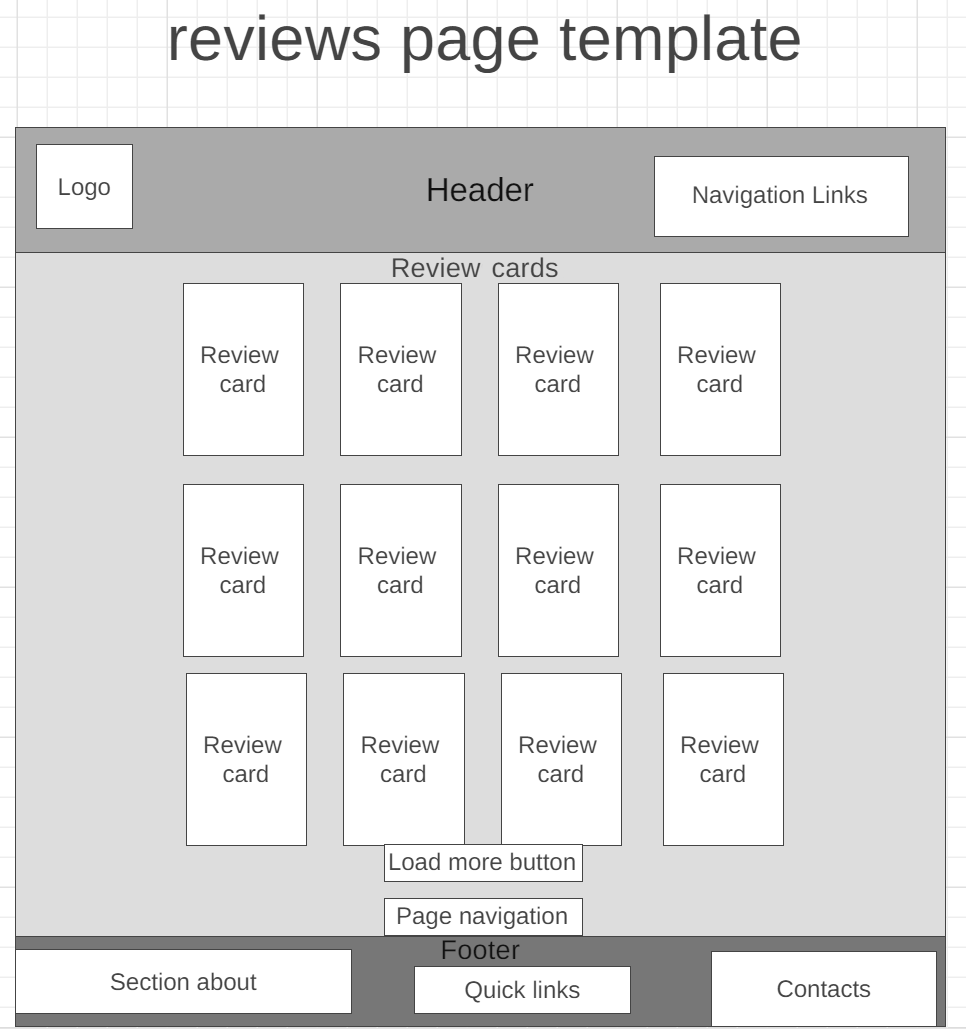 reviews page template
Logo
Header
Navigation Links
Review cards
Review
card
Review
card
Review
card
Review
card
Review
card
Review
card
Review
card
Review
card
Review
card
Review
card
Review
card
Review
card
Load more button
Page navigation
Footer
Section about
Quick links
Contacts